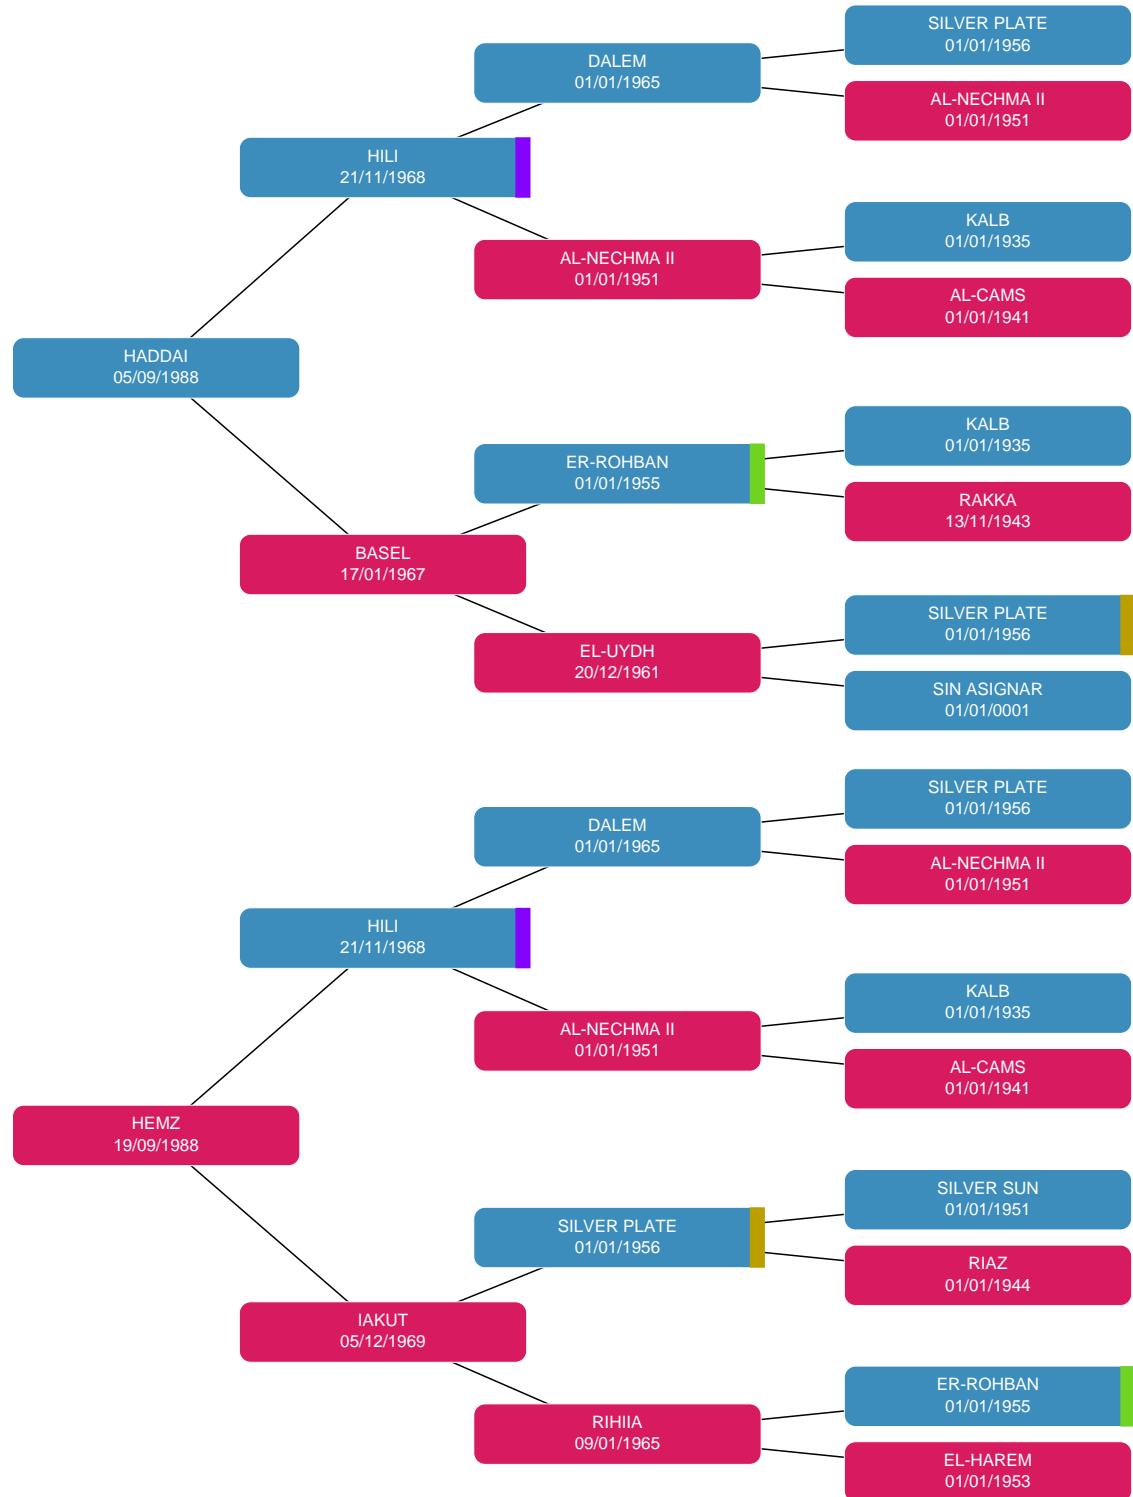 SILVER PLATE
01/01/1956
DALEM
01/01/1965
AL-NECHMA II
01/01/1951
HILI
21/11/1968
KALB
01/01/1935
AL-NECHMA II
01/01/1951
AL-CAMS
01/01/1941
HADDAI
05/09/1988
KALB
01/01/1935
ER-ROHBAN
01/01/1955
RAKKA
13/11/1943
BASEL
17/01/1967
SILVER PLATE
01/01/1956
EL-UYDH
20/12/1961
SIN ASIGNAR
01/01/0001
SILVER PLATE
01/01/1956
DALEM
01/01/1965
AL-NECHMA II
01/01/1951
HILI
21/11/1968
KALB
01/01/1935
AL-NECHMA II
01/01/1951
AL-CAMS
01/01/1941
HEMZ
19/09/1988
SILVER SUN
01/01/1951
SILVER PLATE
01/01/1956
RIAZ
01/01/1944
IAKUT
05/12/1969
ER-ROHBAN
01/01/1955
RIHIIA
09/01/1965
EL-HAREM
01/01/1953